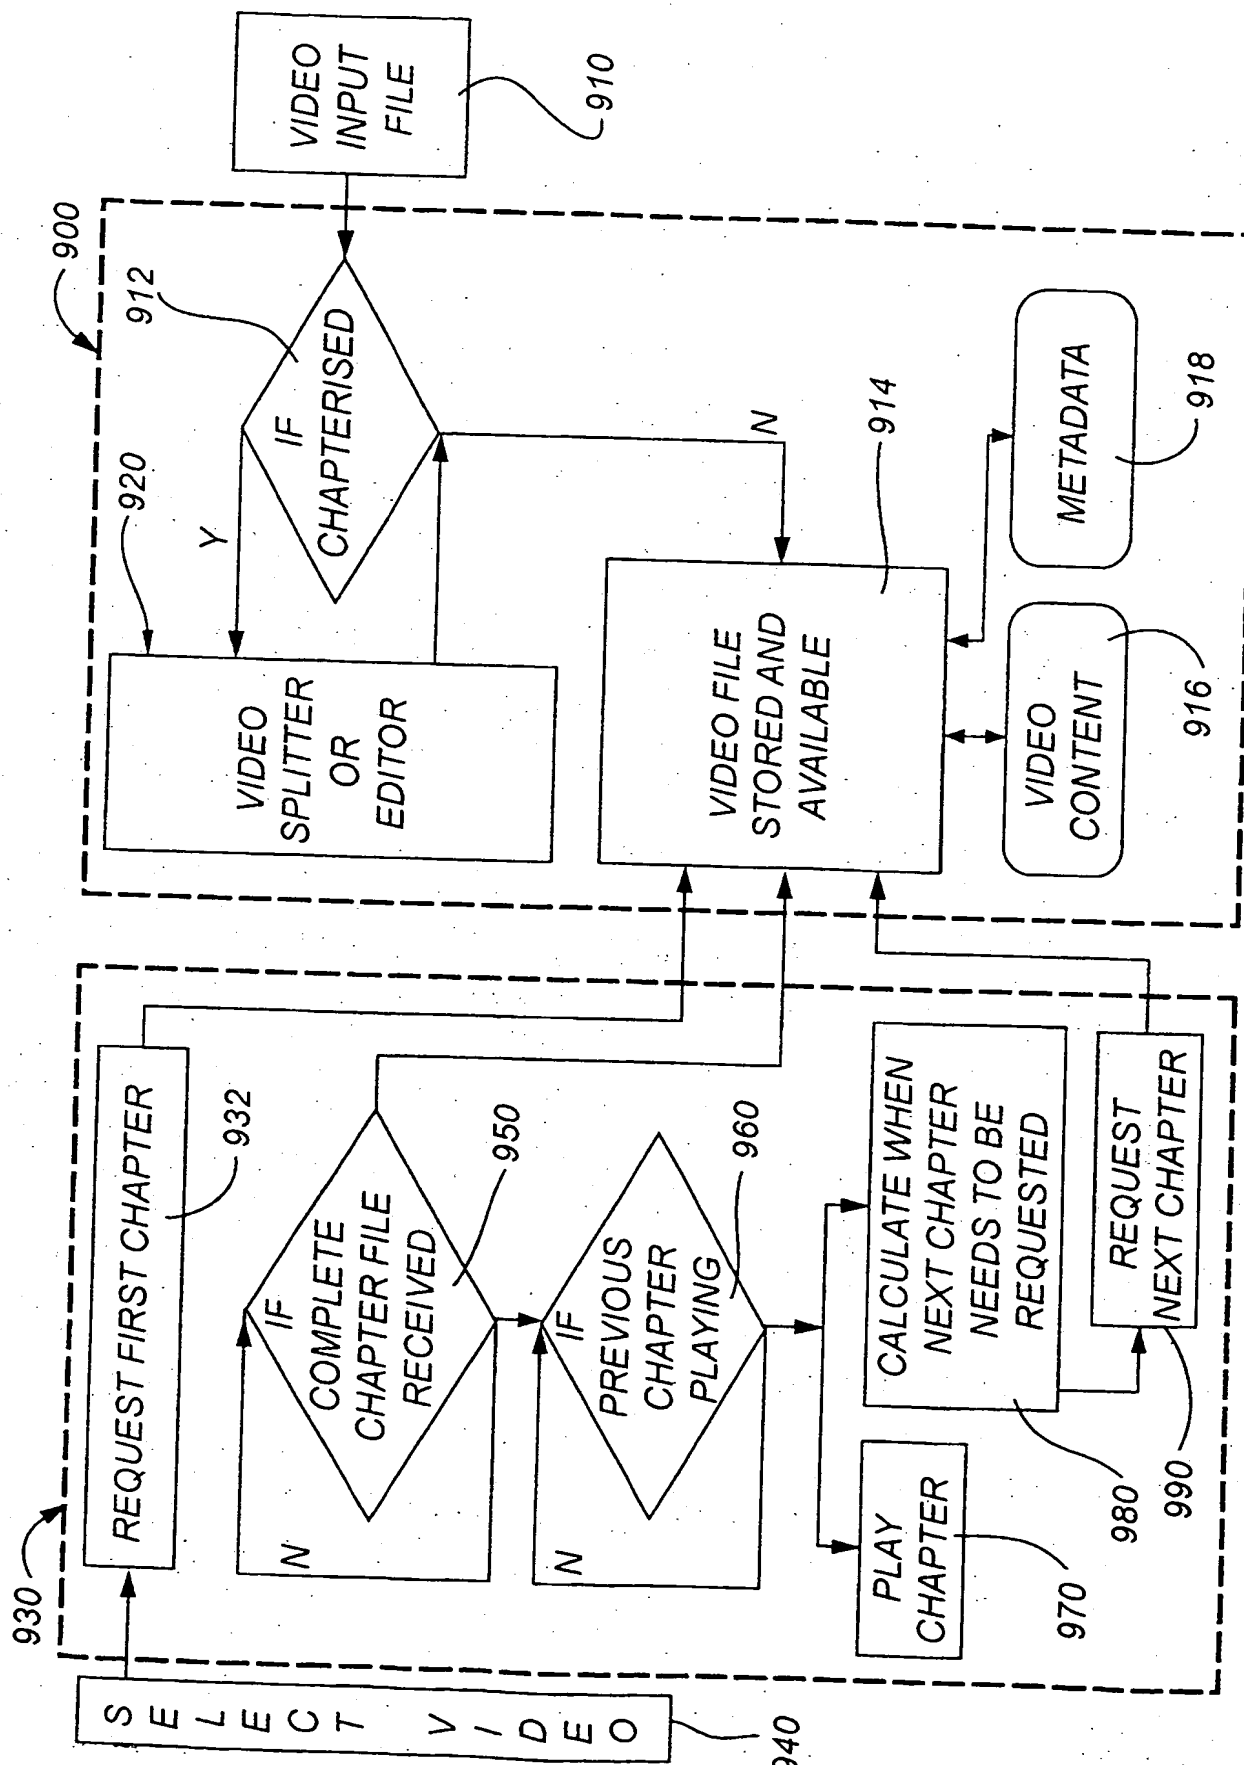 930
SELECT VIDEO
940
REQUEST FIRST CHAPTER
932
IF
COMPLETE
CHAPTER FILE
RECEIVED
N
950
IF
PREVIOUS
CHAPTER
PLAYING
N
960
PLAY
CHAPTER
970
CALCULATE WHEN
NEXT CHAPTER
NEEDS TO BE
REQUESTED
980
REQUEST
NEXT CHAPTER
990
900
920
VIDEO
SPLITTER
OR
EDITOR
Y
912
IF
CHAPTERISED
N
VIDEO
INPUT
FILE
910
VIDEO FILE
STORED AND
AVAILABLE
914
VIDEO
CONTENT
916
METADATA
918